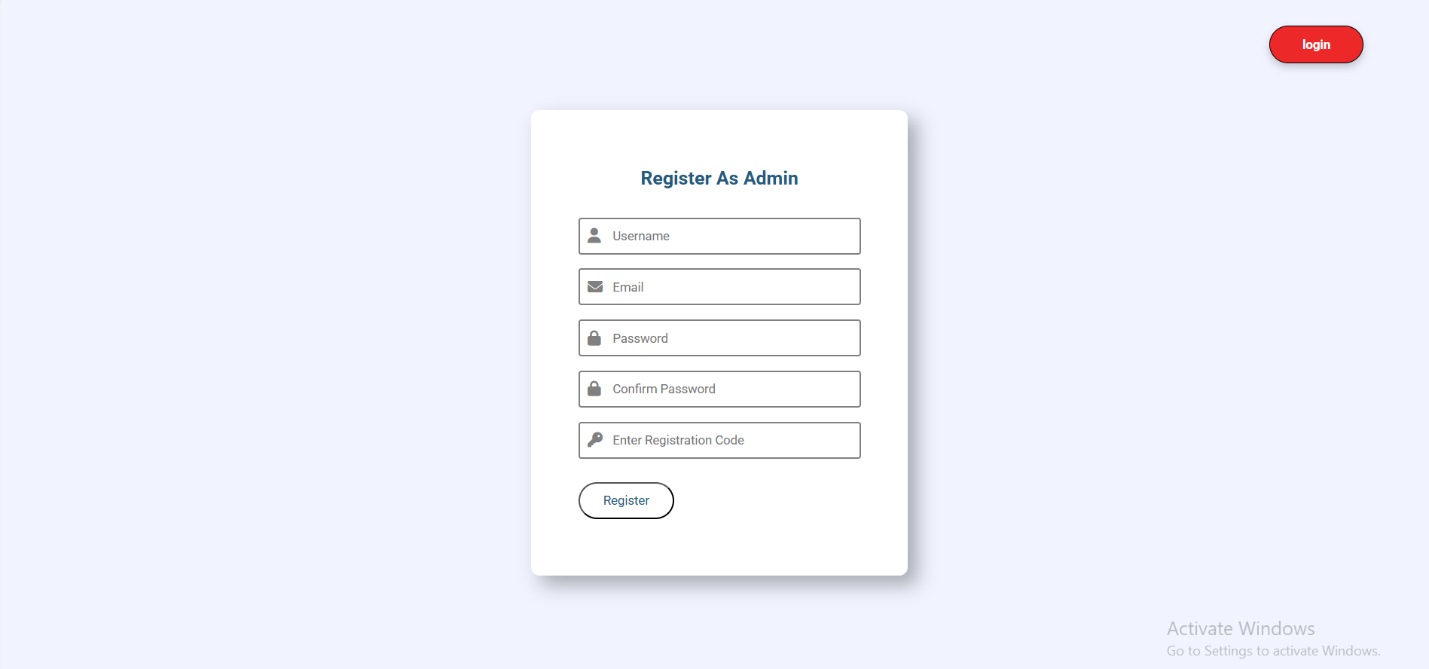 login
Register As Admin
Username
Email
Password
Confirm Password
Enter Registration Code
Register
Activate Windows
Go to Settings to activate Windows.